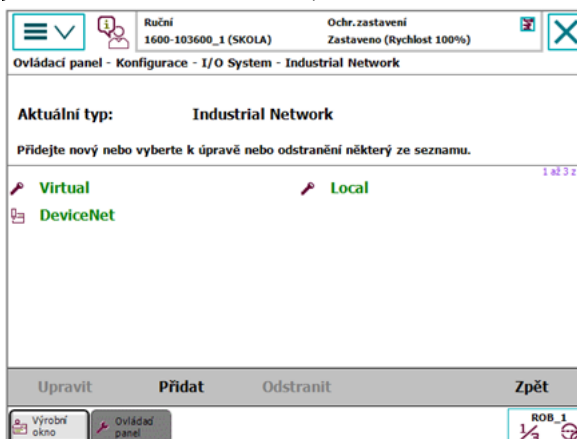 Ruční
Ochr.zastavení
1600-103600_1 (SKOLA)
Zastaveno (Rychlost 100%)
Ovládací panel - Konfigurace - I/O System - Industrial Network
Aktuální typ: Industrial Network
Přidejte nový nebo vyberte k úpravě nebo odstranění některý ze seznamu.
1 až 3 z
Virtual
Local
DeviceNet
Upravit Přidat Odstranit Zpět
Výrobní okno
Ovládací panel
ROB_1
1/3